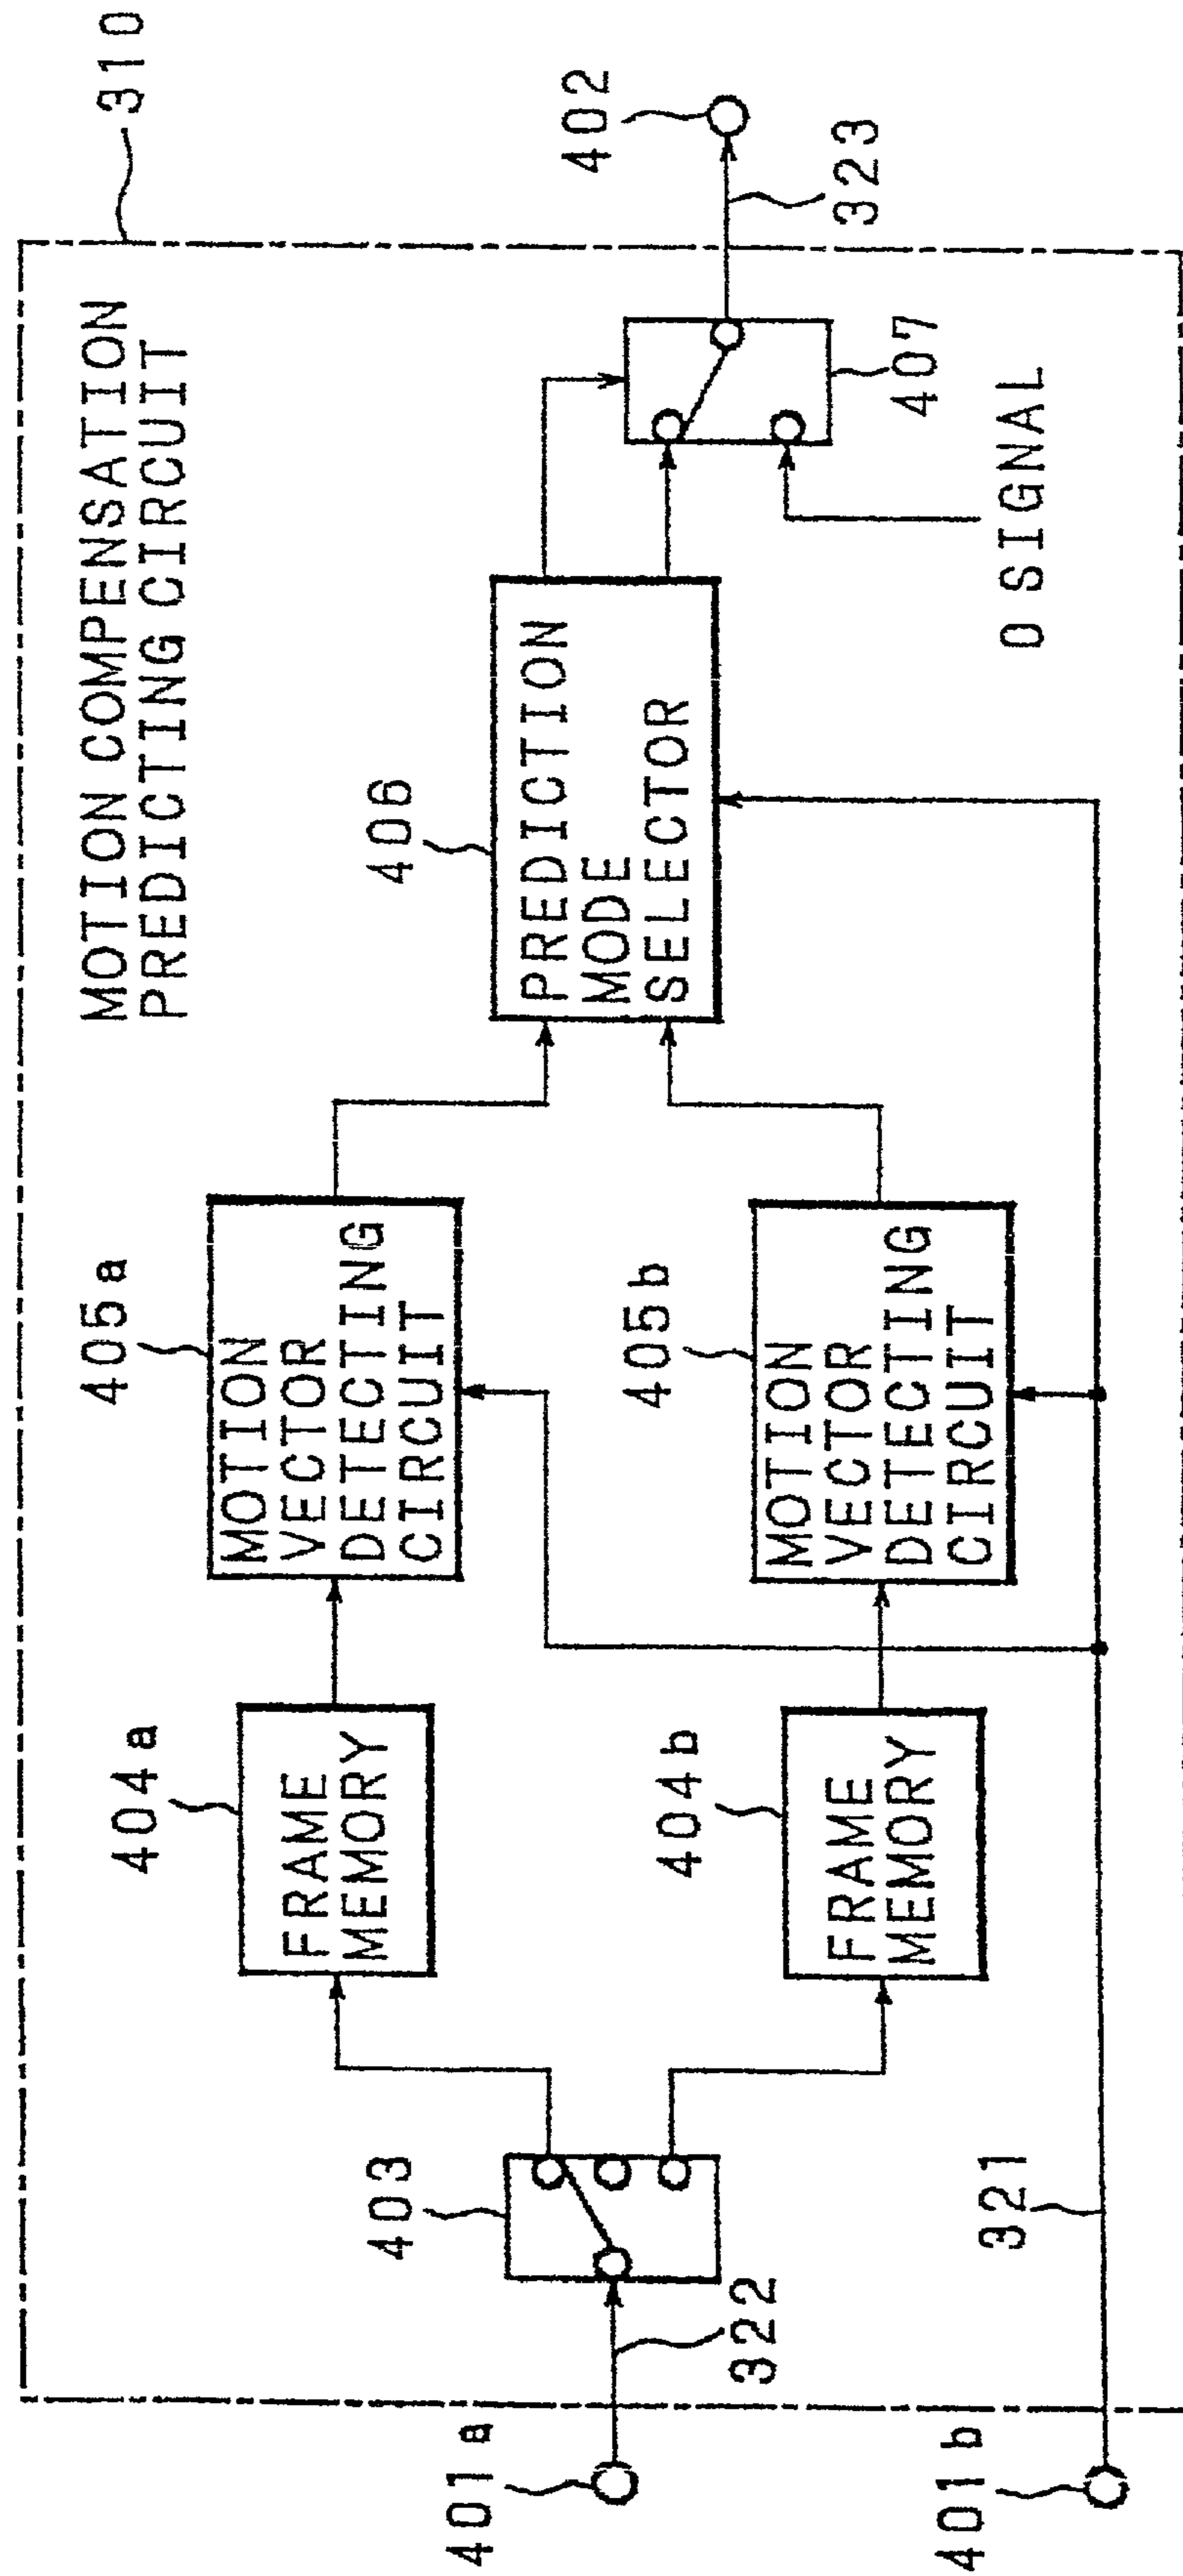 310
MOTION COMPENSATION
PREDICTING CIRCUIT
405a
404a
MOTION
VECTOR
DETECTING
CIRCUIT
FRAME
MEMORY
406
403
PREDICTION
MODE
SELECTOR
402
401a
322
323
405b
404b
MOTION
VECTOR
DETECTING
CIRCUIT
FRAME
MEMORY
407
0 SIGNAL
321
401b